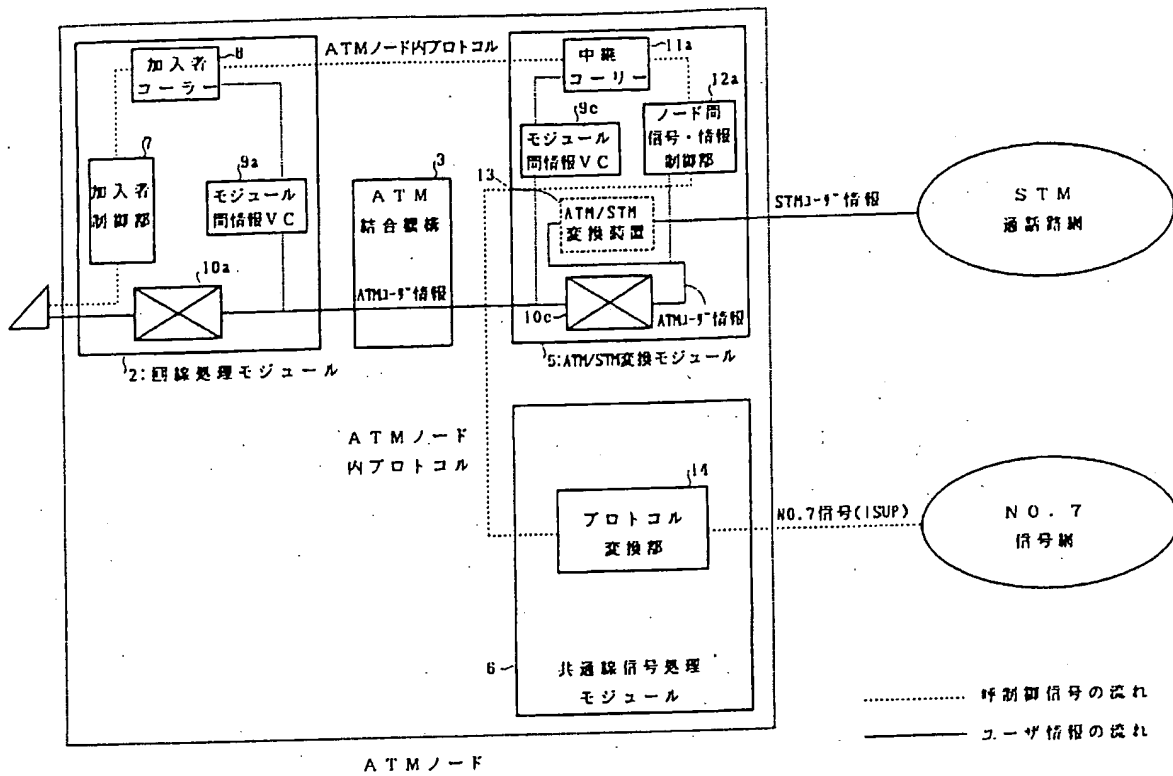 8
加入者
コーラー
ATMノード内プロトコル
中継
コーリー
11a
12a
ノード間
信号・情報
制御部
9c
モジュール
間情報VC
7
加入者
制御部
9a
モジュール
間情報VC
3
ATM
結合機構
13
ATM/STM
変換装置
STMユーザ情報
STM
通話路網
10a
ATMユーザ情報
10c
ATMユーザ情報
2:回線処理モジュール
5:ATM/STM変換モジュール
ATMノード
内プロトコル
14
プロトコル
変換部
NO.7信号(ISUP)
NO.7
信号網
6
共通線信号処理
モジュール
呼制御信号の流れ
ユーザ情報の流れ
ATMノード